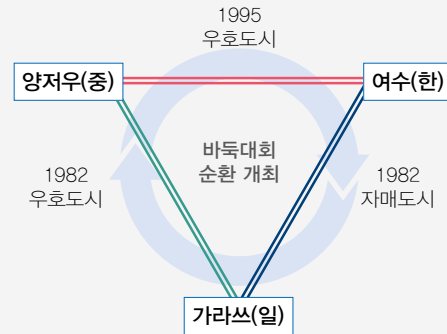 1995
우호도시
양저우(중)
여수(한)
바둑대회
순환 개최
1982
우호도시
1982
자매도시
가라쓰(일)